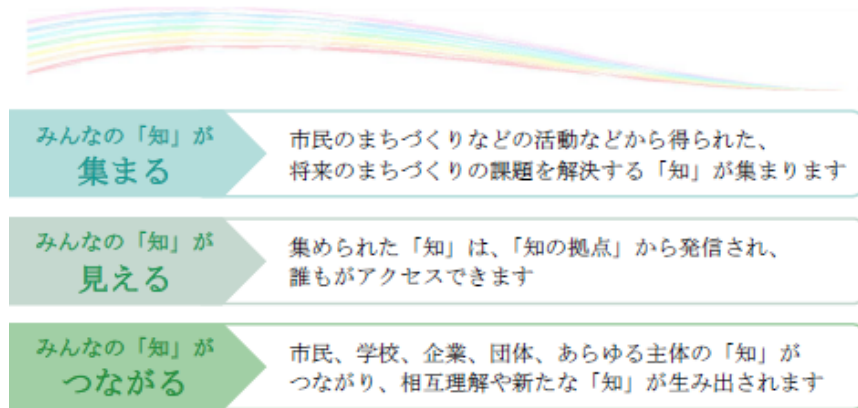 みんなの「知」が
集まる
市民のまちづくりなどの活動などから得られた、
将来のまちづくりの課題を解決する「知」が集まります
みんなの「知」が
見える
集められた「知」は、「知の拠点」から発信され、
誰もがアクセスできます
みんなの「知」が
つながる
市民、学校、企業、団体、あらゆる主体の「知」が
つながり、相互理解や新たな「知」が生み出されます